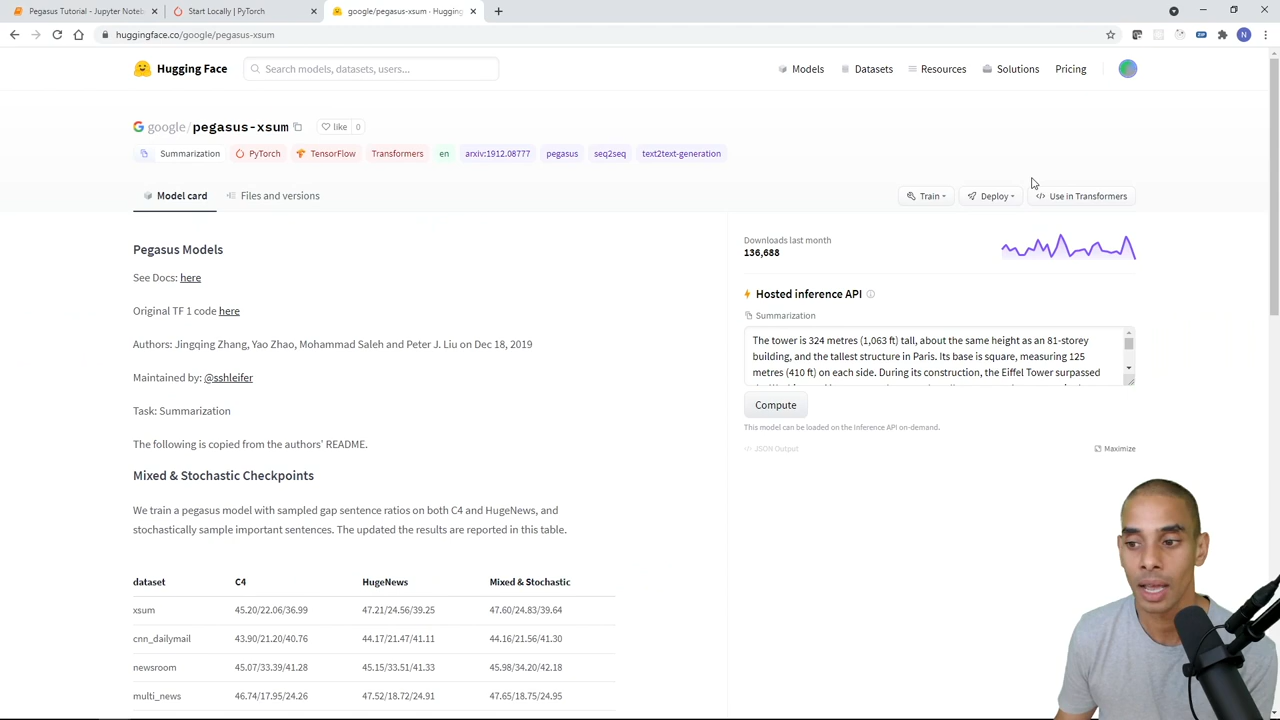 Pegasus Tutorial - Jupyter Noteb
Start Locally | PyTorch
google/pegasus-xsum · Hugging
huggingface.co/google/pegasus-xsum
N
Hugging Face
Search models, datasets, users...
Models
Datasets
Resources
Solutions
Pricing
google/pegasus-xsum
like 0
Summarization
PyTorch
TensorFlow
Transformers
en
arxiv:1912.08777
pegasus
seq2seq
text2text-generation
Model card
Files and versions
Train
Deploy
</> Use in Transformers
Pegasus Models
See Docs: here
Original TF 1 code here
Authors: Jingqing Zhang, Yao Zhao, Mohammad Saleh and Peter J. Liu on Dec 18, 2019
Maintained by: @sshleifer
Task: Summarization
The following is copied from the authors' README.
Mixed & Stochastic Checkpoints
We train a pegasus model with sampled gap sentence ratios on both C4 and HugeNews, and
stochastically sample important sentences. The updated the results are reported in this table.
dataset C4 HugeNews Mixed & Stochastic
xsum 45.20/22.06/36.99 47.21/24.56/39.25 47.60/24.83/39.64
cnn_dailymail 43.90/21.20/40.76 44.17/21.47/41.11 44.16/21.56/41.30
newsroom 45.07/33.39/41.28 45.15/33.51/41.33 45.98/34.20/42.18
multi_news 46.74/17.95/24.26 47.52/18.72/24.91 47.65/18.75/24.95
Downloads last month
136,688
Hosted inference API
Summarization
The tower is 324 metres (1,063 ft) tall, about the same height as an 81-storey
building, and the tallest structure in Paris. Its base is square, measuring 125
metres (410 ft) on each side. During its construction, the Eiffel Tower surpassed
Compute
This model can be loaded on the Inference API on-demand.
</> JSON Output
Maximize